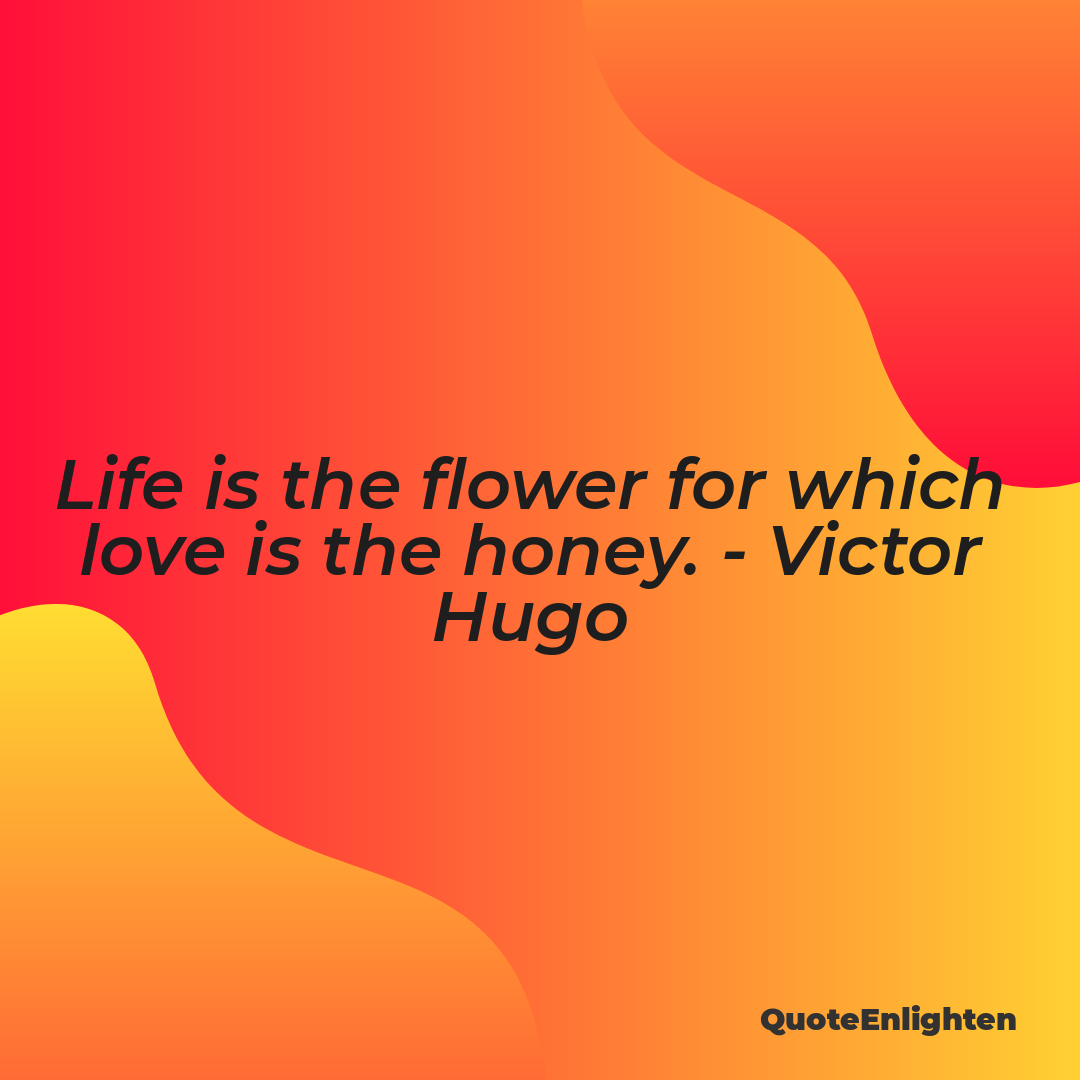 Life is the flower for which
love is the honey. - Victor
Hugo
QuoteEnlighten